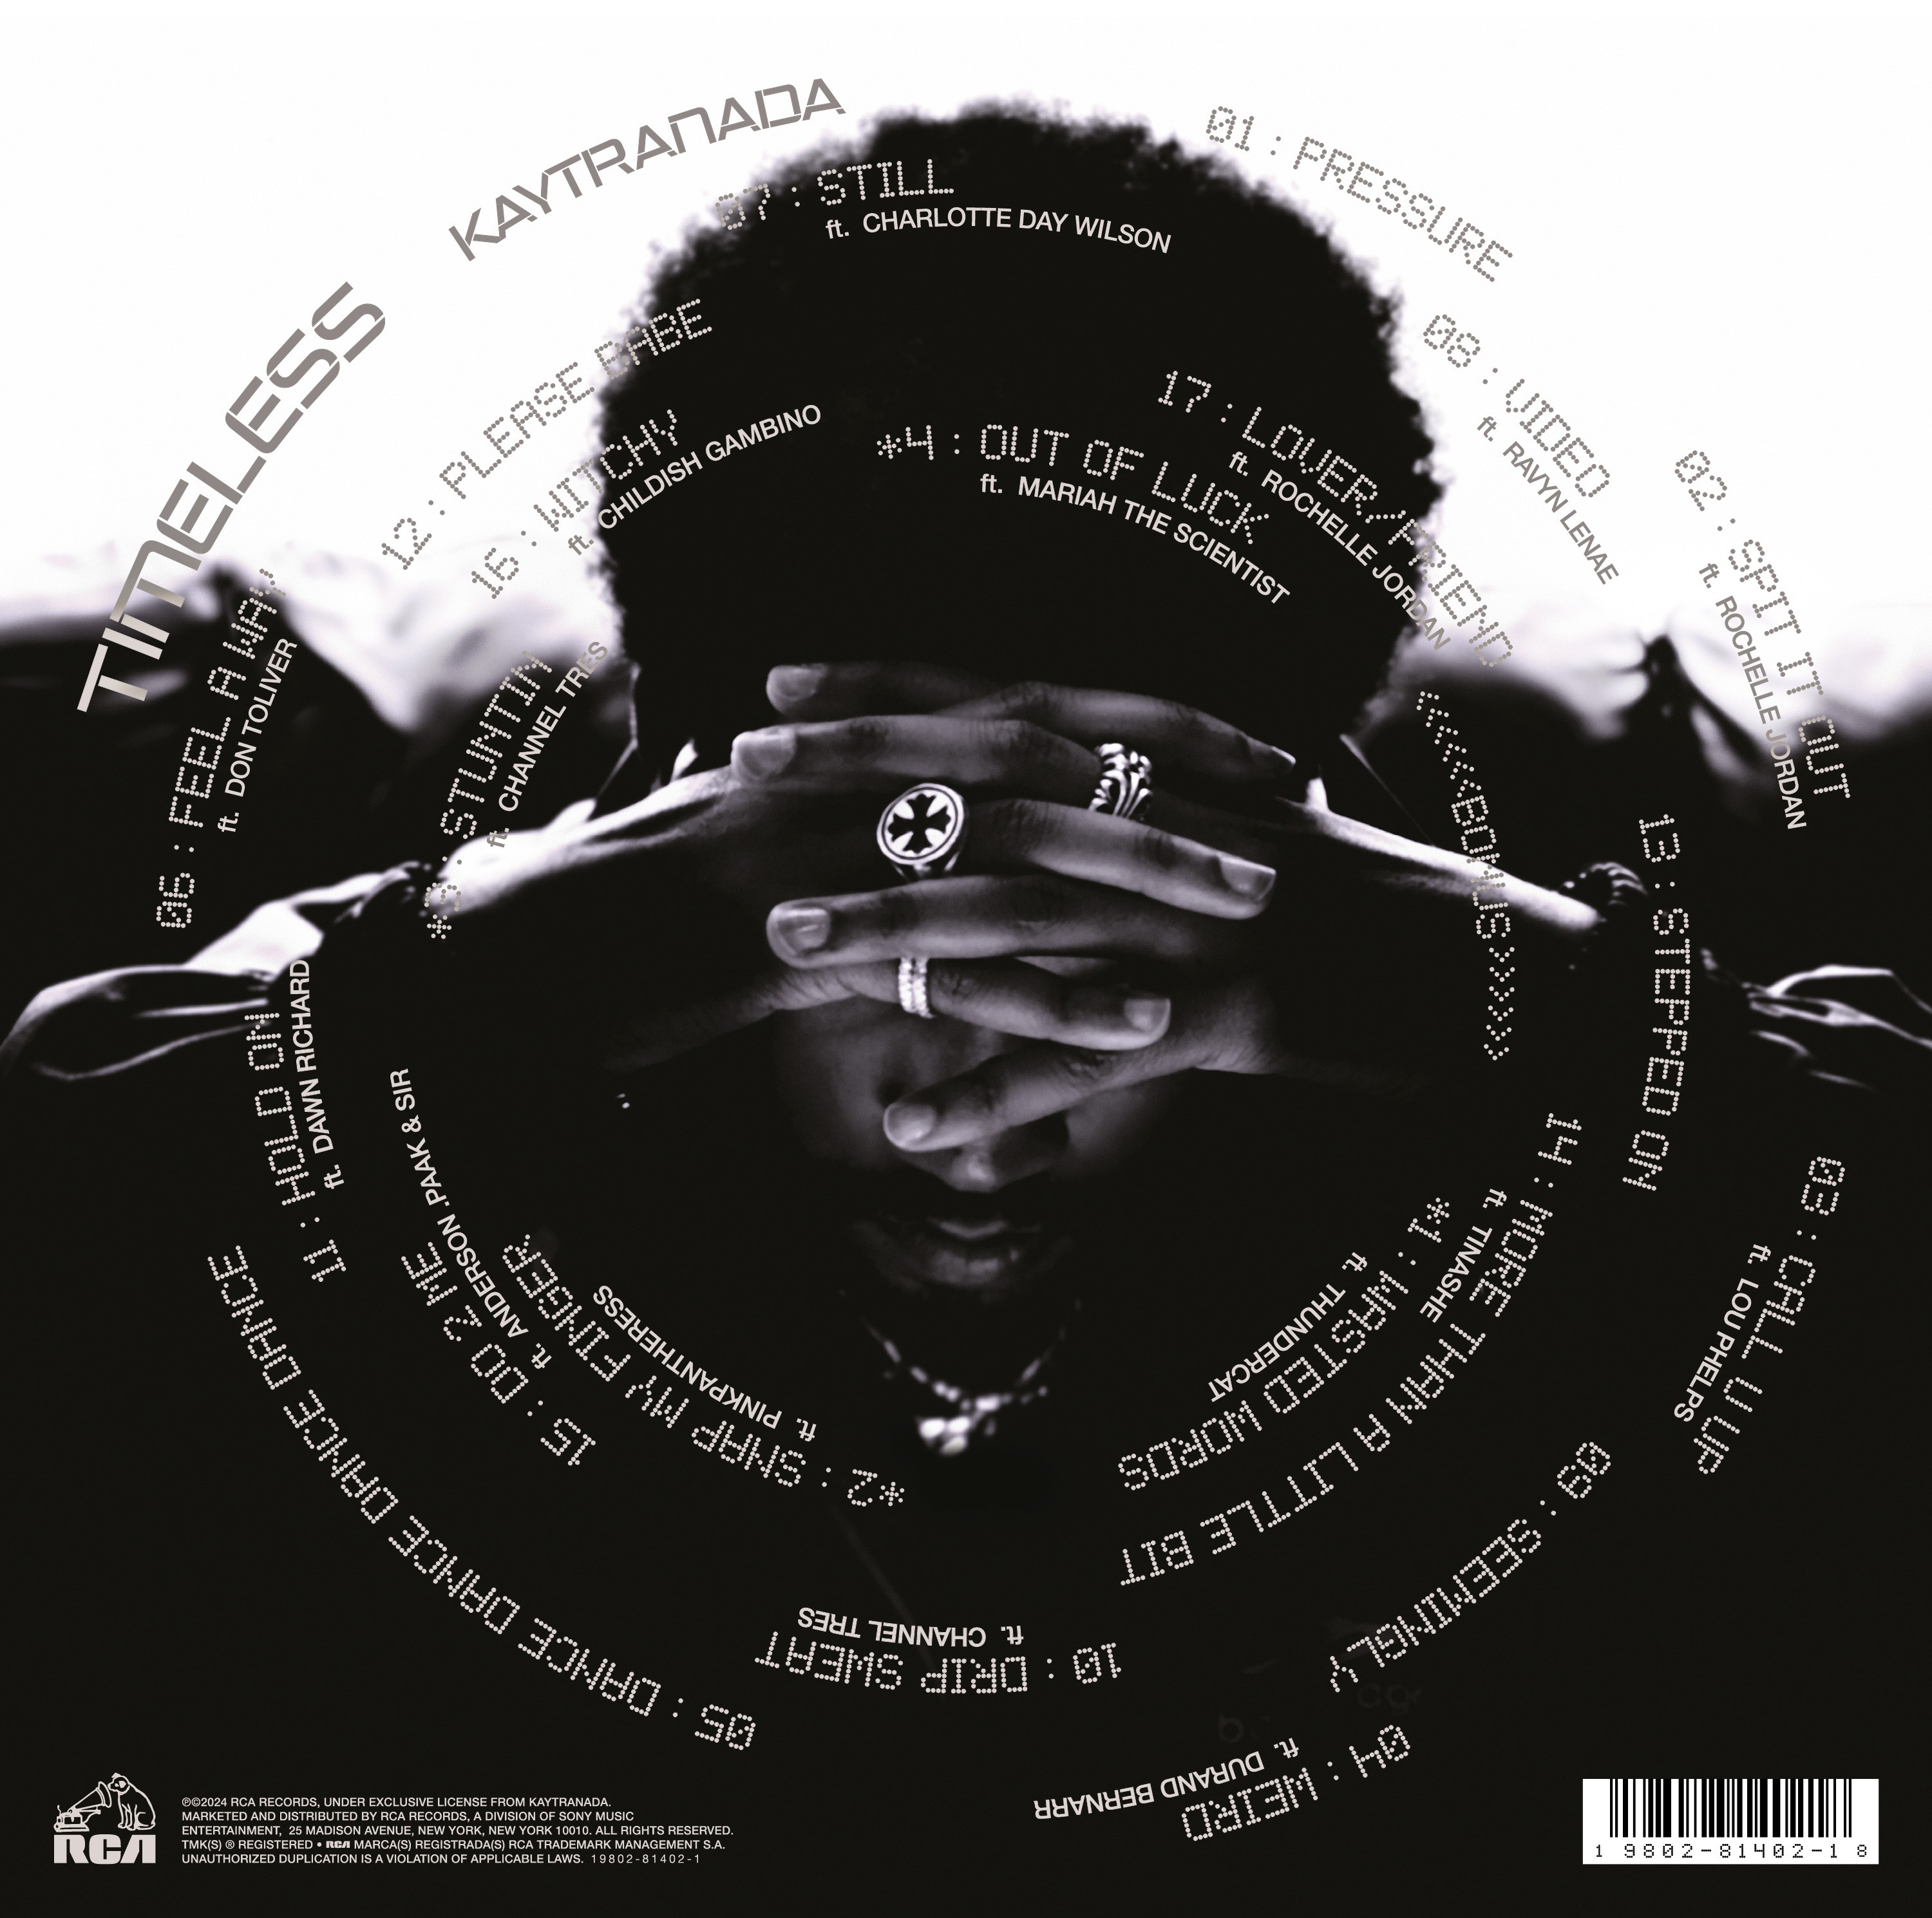 TIMELESS
KAYTRANADA
01 : PRESSURE
02 : SPIT IT OUT
ft. ROCHELLE JORDAN
03 : CALL U UP
ft. LOU PHELPS
04 : WEIRD
ft. DURAND BERNARR
05 : DANCE DANCE DANCE DANCE DANCE
06 : FEEL A WAY
ft. DON TOLIVER
07 : STILL
ft. CHARLOTTE DAY WILSON
08 : VIDEO
ft. RAVYN LENAE
09 : SEEMINGLY
10 : DRIP SWEAT
ft. CHANNEL TRES
11 : HOLD ON
ft. DAWN RICHARD
12 : PLEASE BABE
13 : STEPPED ON
14 : MORE THAN A LITTLE BIT
ft. TINASHE
15 : DO 2 ME
ft. ANDERSON .PAAK & SIR
16 : WITCHY
ft. CHILDISH GAMBINO
17 : LOVER/FRIEND
ft. ROCHELLE JORDAN
<<<<<BONUS>>>>>>
*1 : WASTED WORDS
ft. THUNDERCAT
*2 : SNAP MY FINGER
ft. PINKPANTHERESS
*3 : STUNTIN
ft. CHANNEL TRES
*4 : OUT OF LUCK
ft. MARIAH THE SCIENTIST
RCA
℗©2024 RCA RECORDS, UNDER EXCLUSIVE LICENSE FROM KAYTRANADA.
MARKETED AND DISTRIBUTED BY RCA RECORDS, A DIVISION OF SONY MUSIC
ENTERTAINMENT, 25 MADISON AVENUE, NEW YORK, NEW YORK 10010. ALL RIGHTS RESERVED.
TMK(S) ® REGISTERED • RCA MARCA(S) REGISTRADA(S) RCA TRADEMARK MANAGEMENT S.A.
UNAUTHORIZED DUPLICATION IS A VIOLATION OF APPLICABLE LAWS. 19802-81402-1
1 9802-81402-1 8